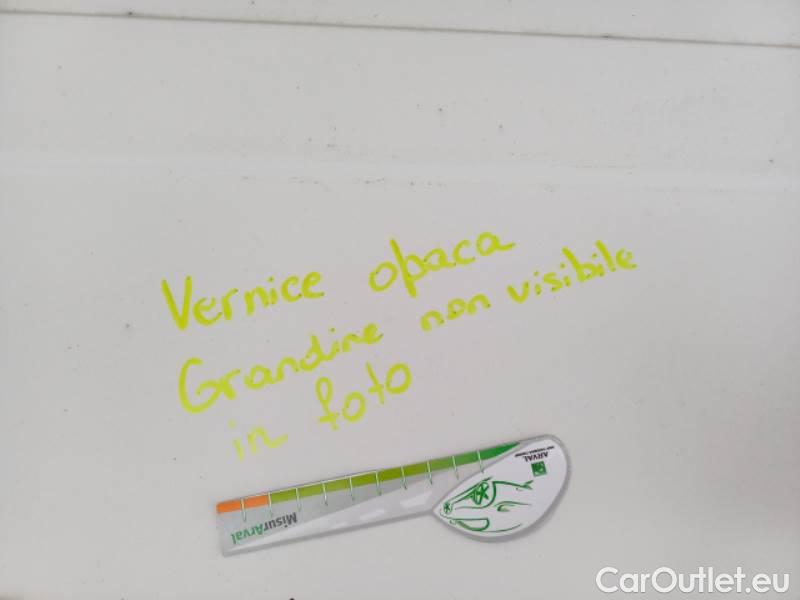 Vernice opaca
Grandine non visibile
in foto
MisurArval
ARVAL
CarOutlet.eu